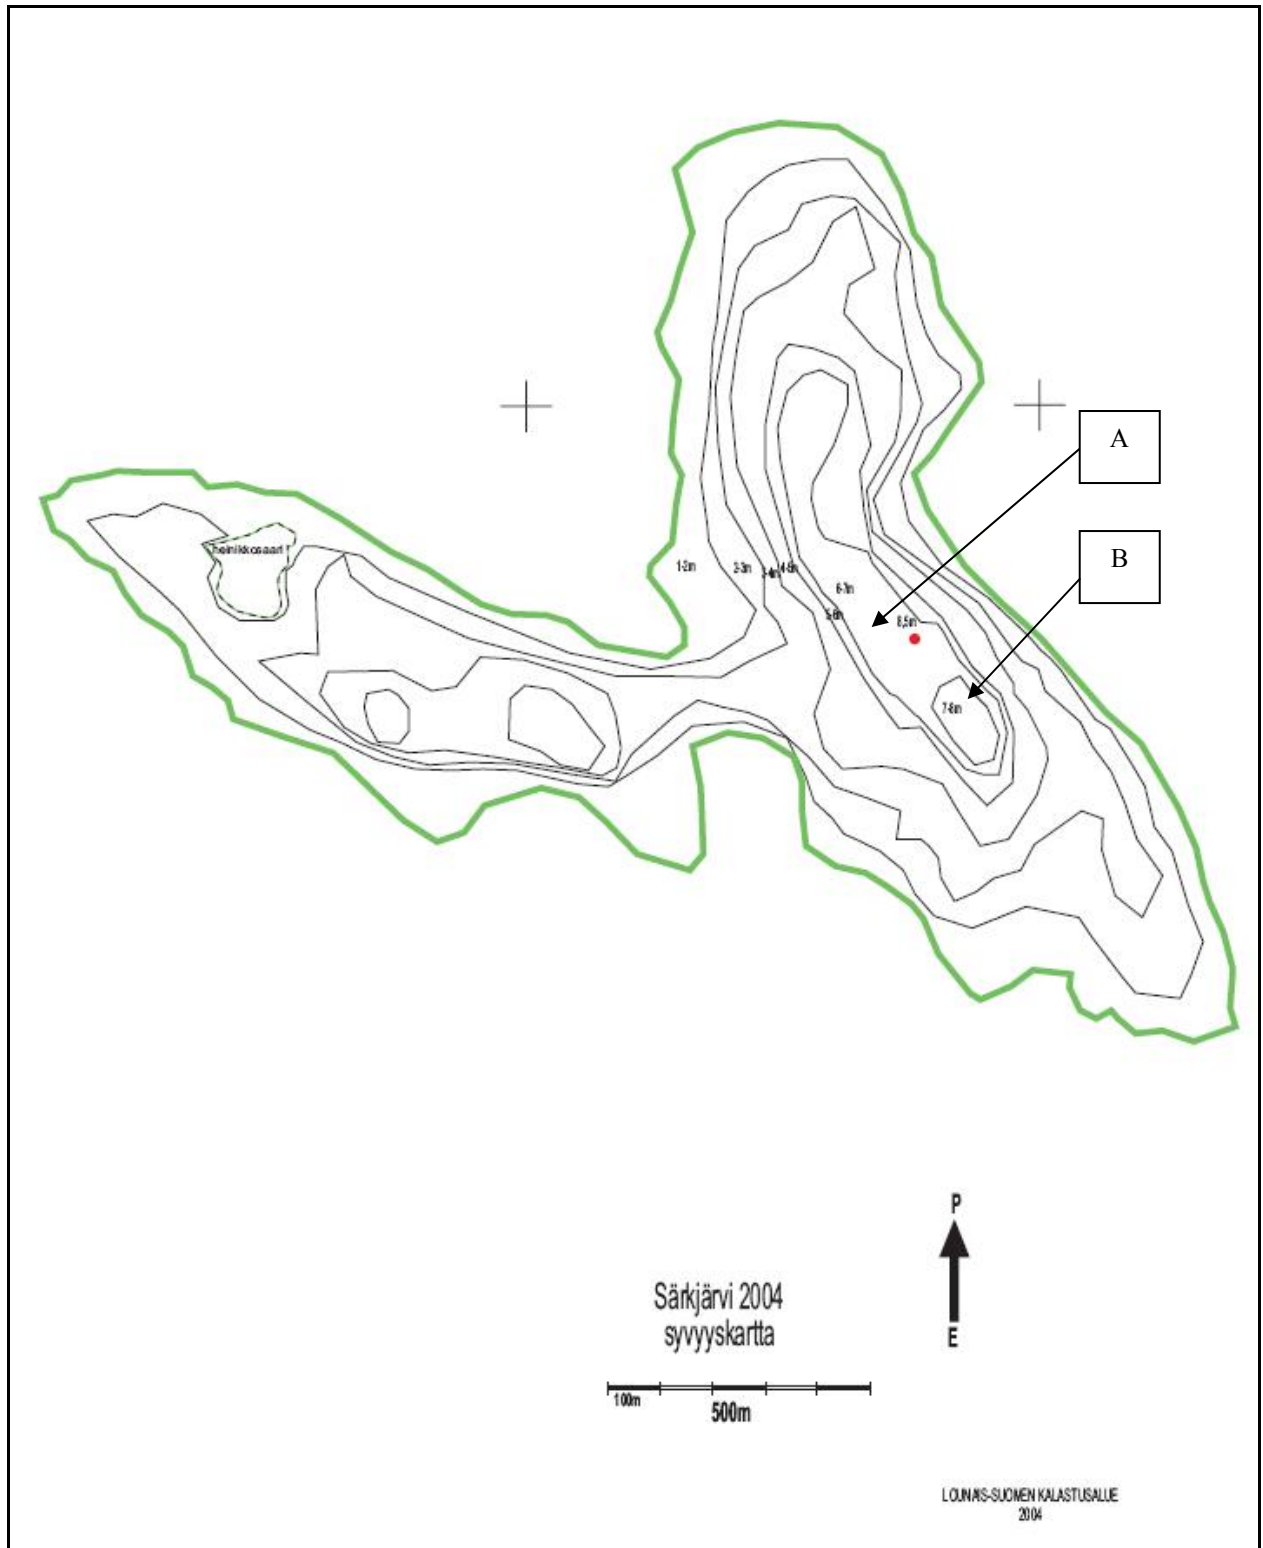 A
heinikkosaari
B
1-2m
2-3m
3-4m
4-5m
6-7m
5-6m
8,5m
7-8m
P
E
Särkjärvi 2004
syvyyskartta
100m
500m
LOUNAIS-SUOMEN KALASTUSALUE
2004